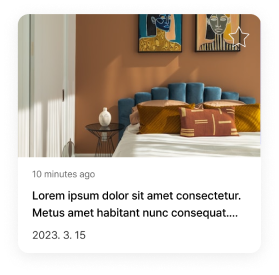 10 minutes ago
Lorem ipsum dolor sit amet consectetur.
Metus amet habitant nunc consequat....
2023. 3. 15